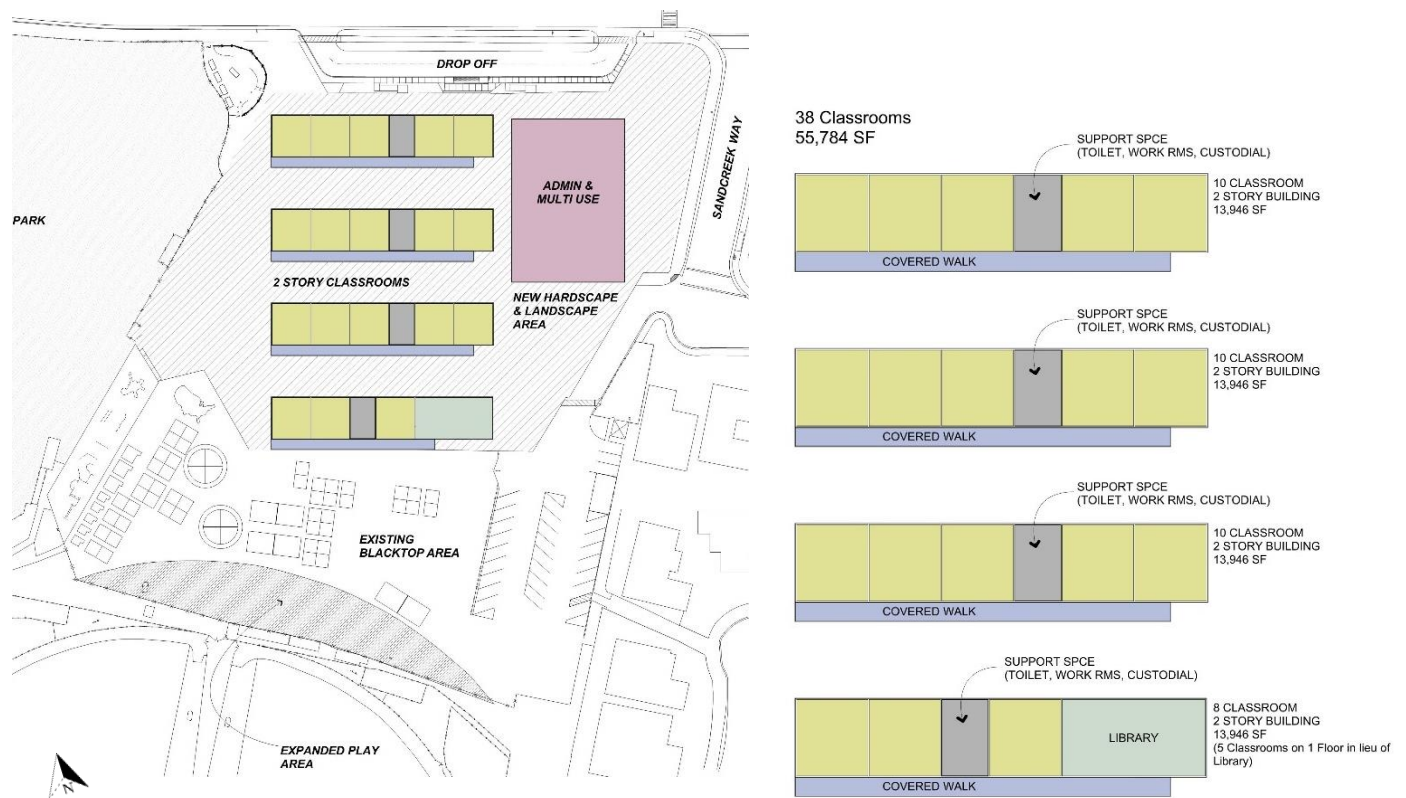 DROP OFF
SANDCREEK WAY
ADMIN &
MULTI USE
PARK
2 STORY CLASSROOMS
NEW HARDSCAPE
& LANDSCAPE
AREA
EXISTING
BLACKTOP AREA
EXPANDED PLAY
AREA
N
38 Classrooms
55,784 SF
SUPPORT SPCE
(TOILET, WORK RMS, CUSTODIAL)
10 CLASSROOM
2 STORY BUILDING
13,946 SF
COVERED WALK
SUPPORT SPCE
(TOILET, WORK RMS, CUSTODIAL)
10 CLASSROOM
2 STORY BUILDING
13,946 SF
COVERED WALK
SUPPORT SPCE
(TOILET, WORK RMS, CUSTODIAL)
10 CLASSROOM
2 STORY BUILDING
13,946 SF
COVERED WALK
SUPPORT SPCE
(TOILET, WORK RMS, CUSTODIAL)
8 CLASSROOM
2 STORY BUILDING
13,946 SF
(5 Classrooms on 1 Floor in lieu of
Library)
LIBRARY
COVERED WALK